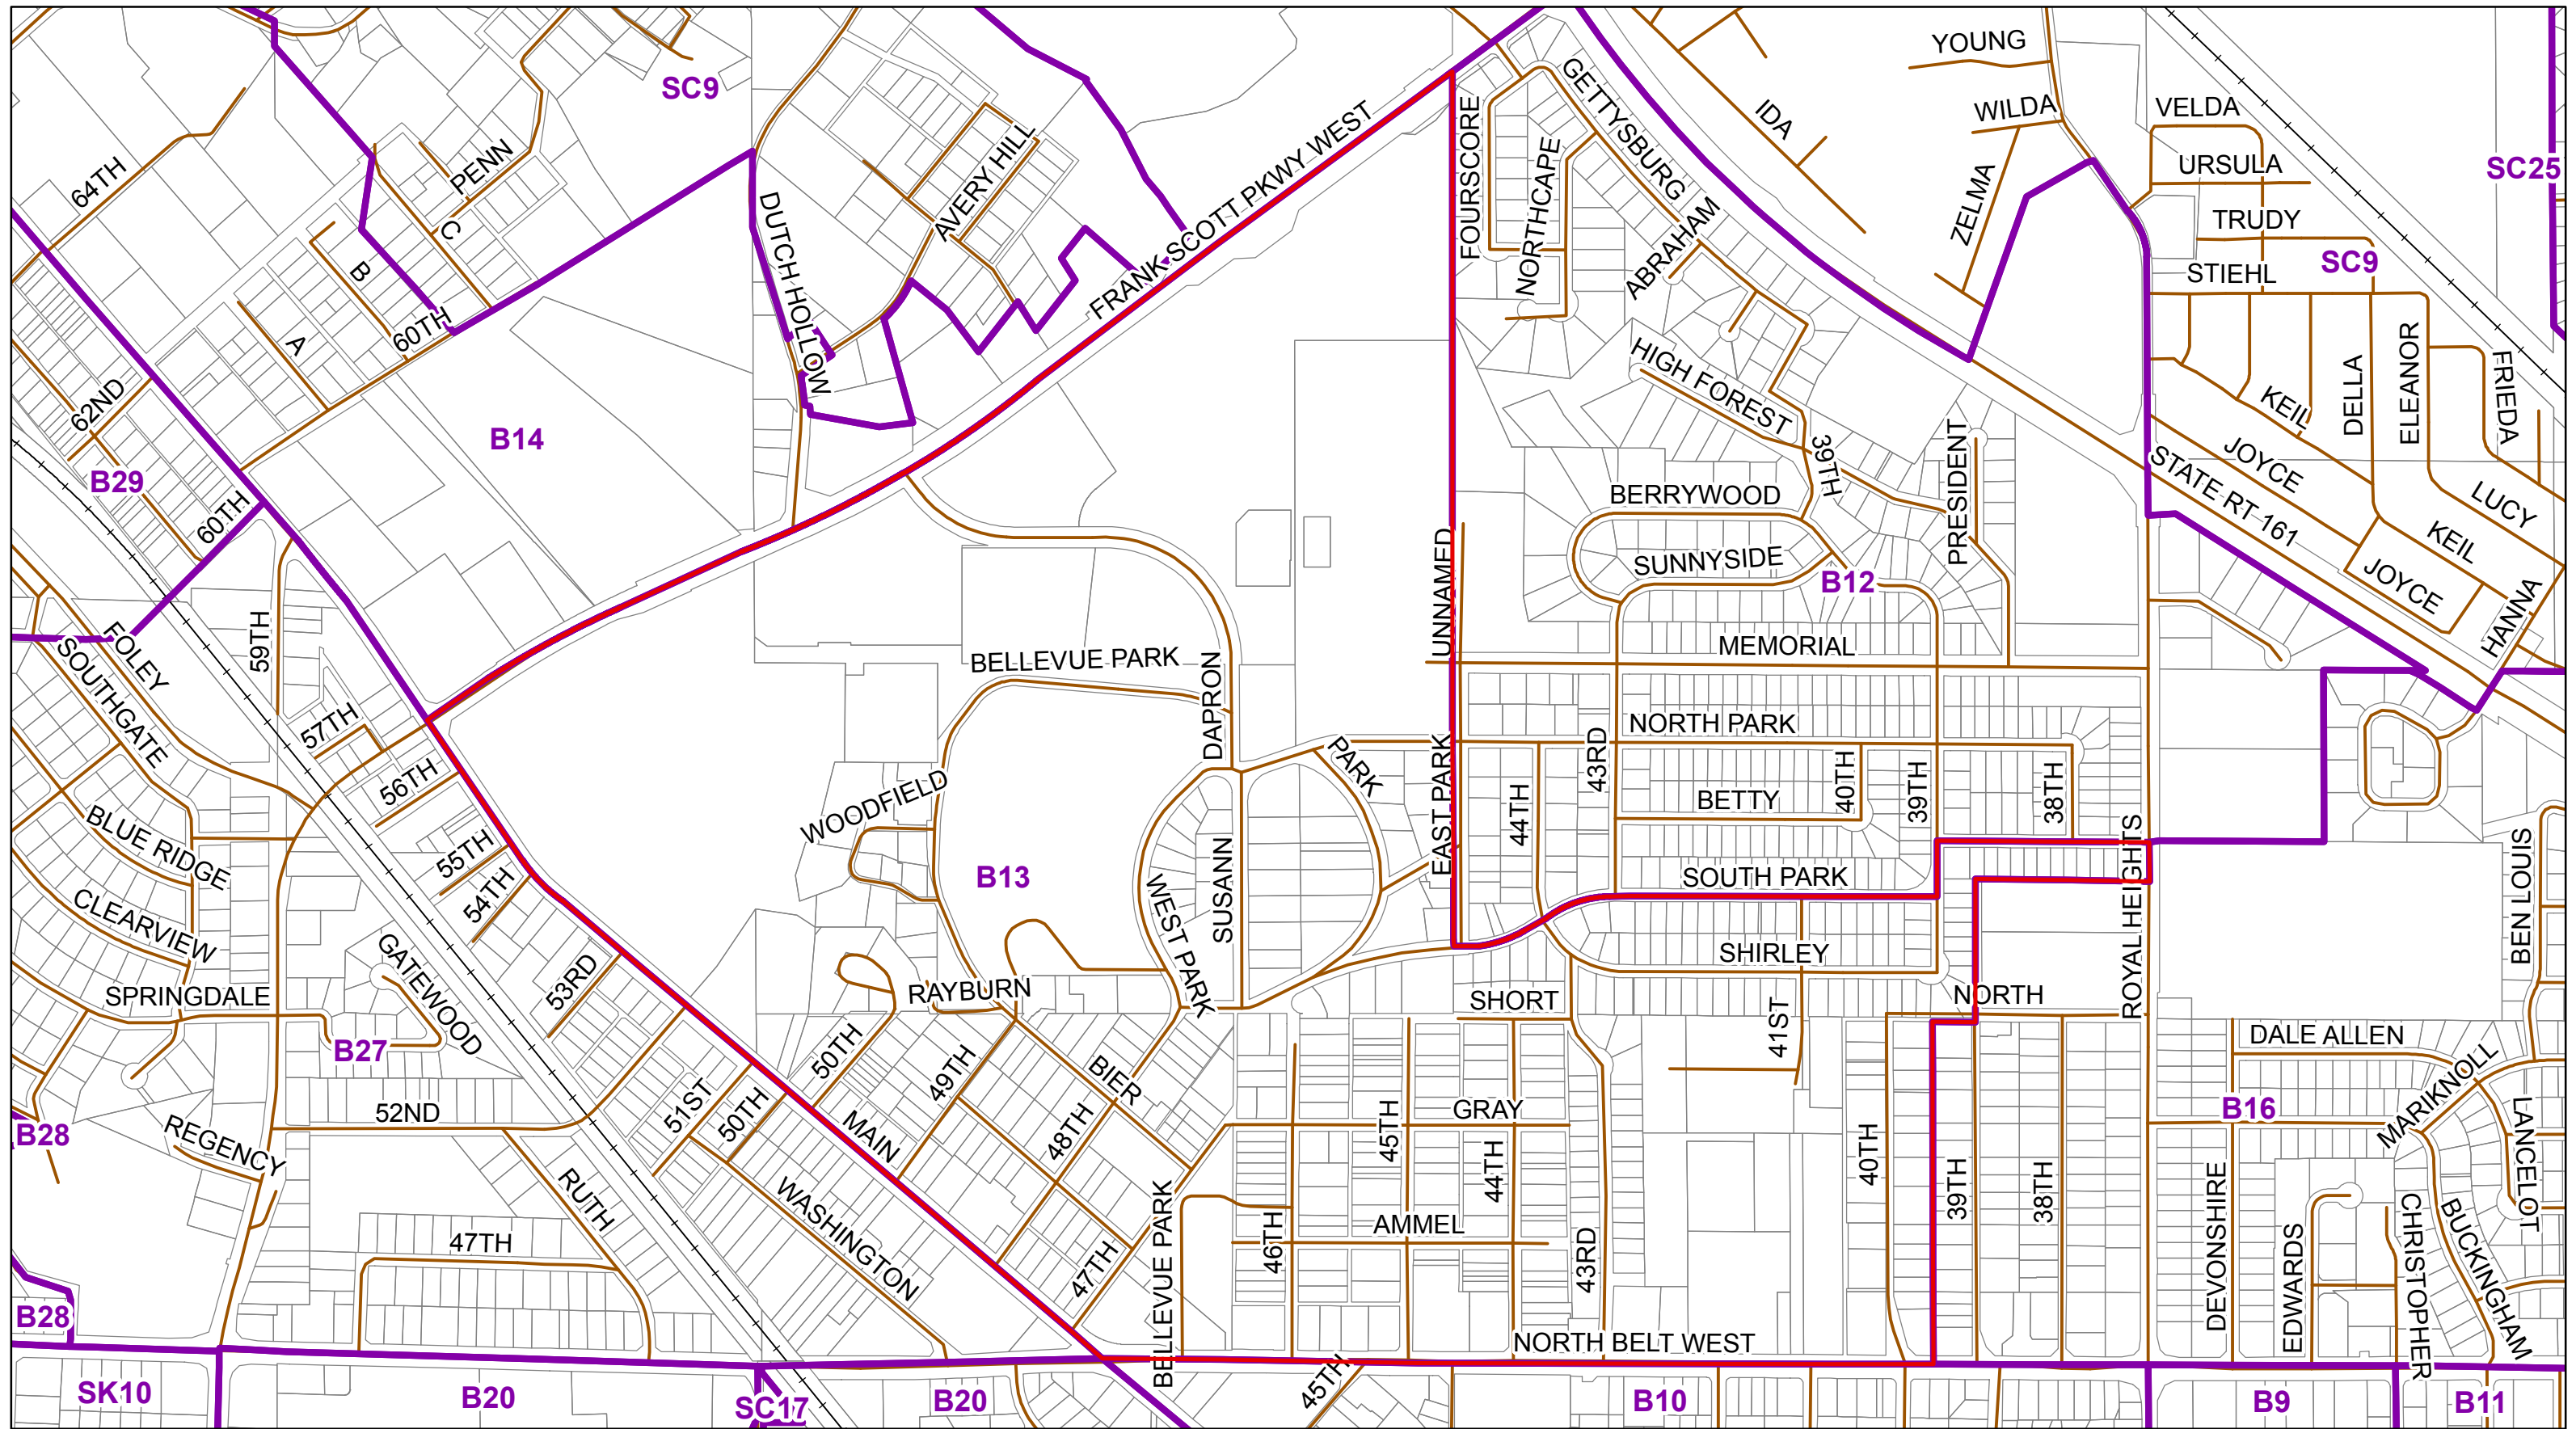 YOUNG
SC9
IDA
WILDA
VELDA
FRANK SCOTT PKWY WEST
FOURSCORE
GETTYSBURG
NORTHCAPE
64TH
PENN
AVERY HILL
URSULA
SC25
ABRAHAM
ZELMA
TRUDY
C
B
DUTCH HOLLOW
STIEHL
SC9
A
60TH
HIGH FOREST
DELLA
ELEANOR
FRIEDA
62ND
B14
KEIL
39TH
PRESIDENT
JOYCE
B29
60TH
BERRYWOOD
STATE RT 161
LUCY
KEIL
UNNAMED
SUNNYSIDE
B12
JOYCE
HANNA
59TH
FOLEY
SOUTHGATE
BELLEVUE PARK
DAPRON
MEMORIAL
57TH
NORTH PARK
43RD
PARK
EAST PARK
56TH
WOODFIELD
44TH
BETTY
40TH
39TH
38TH
BLUE RIDGE
55TH
54TH
B13
SOUTH PARK
ROYAL HEIGHTS
BEN LOUIS
CLEARVIEW
WEST PARK
SUSANN
SHIRLEY
GATEWOOD
53RD
SPRINGDALE
RAYBURN
SHORT
NORTH
41ST
B27
50TH
49TH
BIER
DALE ALLEN
MARIKNOLL
52ND
51ST
50TH
MAIN
48TH
45TH
GRAY
B16
LANCELOT
B28
REGENCY
44TH
40TH
39TH
38TH
DEVONSHIRE
RUTH
WASHINGTON
BELLEVUE PARK
46TH
AMMEL
43RD
EDWARDS
CHRISTOPHER
BUCKINGHAM
47TH
47TH
B28
NORTH BELT WEST
45TH
SK10
B20
SC17
B20
B10
B9
B11